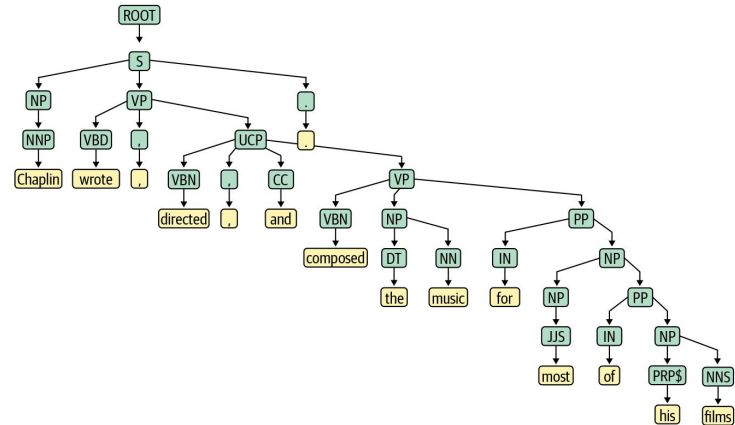 ROOT
S
NP VP .
NNP VBD , UCP .
Chaplin wrote , VBN , CC VP
directed , and VBN NP PP
composed DT NN IN NP
the music for NP PP
JJS IN NP
most of PRP$ NNS
his films